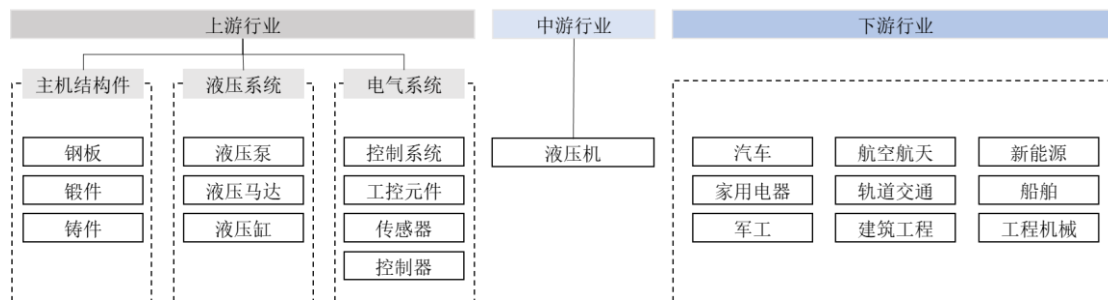 上游行业
中游行业
下游行业
主机结构件
液压系统
电气系统
钢板
液压泵
控制系统
液压机
汽车
航空航天
新能源
锻件
液压马达
工控元件
家用电器
轨道交通
船舶
铸件
液压缸
传感器
军工
建筑工程
工程机械
控制器